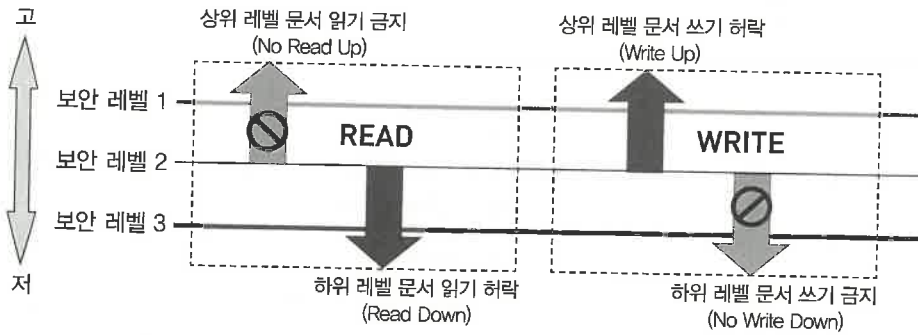 고
상위 레벨 문서 읽기 금지
(No Read Up)
상위 레벨 문서 쓰기 허락
(Write Up)
보안 레벨 1
READ
WRITE
보안 레벨 2
보안 레벨 3
저
하위 레벨 문서 읽기 허락
(Read Down)
하위 레벨 문서 쓰기 금지
(No Write Down)